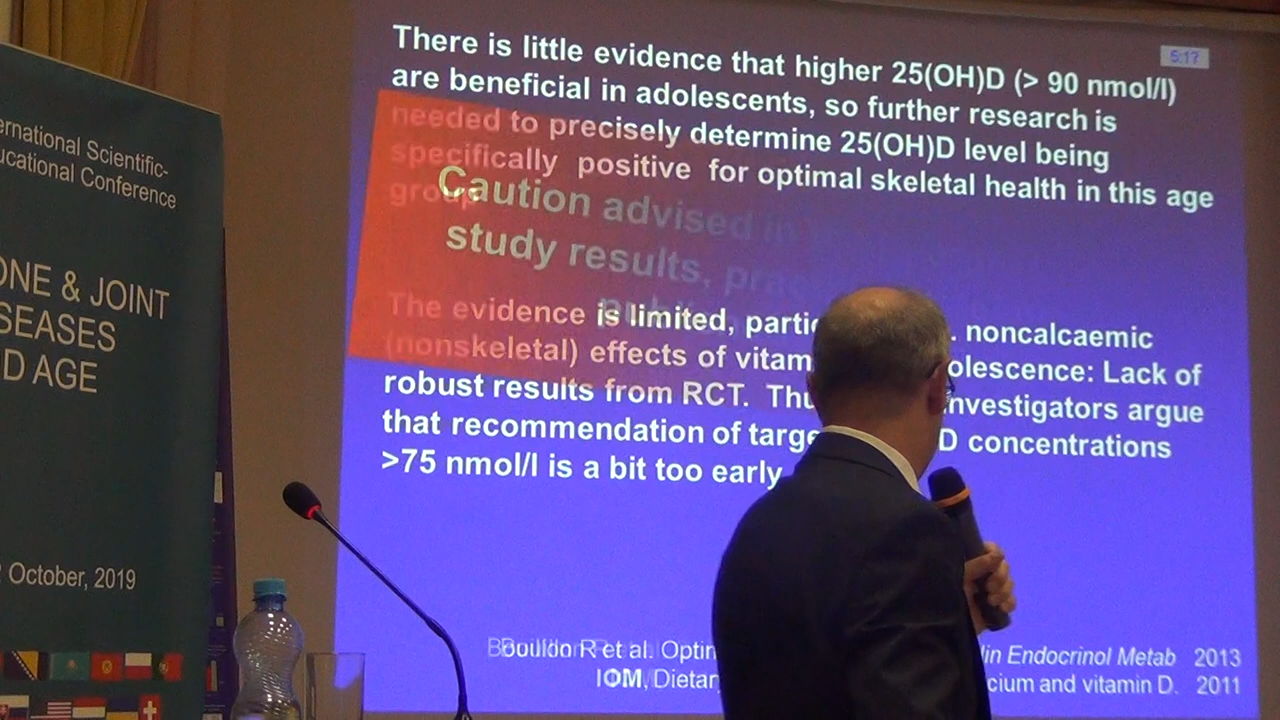 ernational Scientific-
ucational Conference
ONE & JOINT
SEASES
D AGE
October, 2019
5:17
There is little evidence that higher 25(OH)D (> 90 nmol/l)
are beneficial in adolescents, so further research is
needed to precisely determine 25(OH)D level being
specifically positive for optimal skeletal health in this age
group
Caution advised in
study results,
The evidence is limited, noncalcaemic
(nonskeletal) effects of vitam olescence: Lack of
robust results from RCT. Thu investigators argue
that recommendation of targe D concentrations
>75 nmol/l is a bit too early
Bouillon R et al. Optim lin Endocrinol Metab 2013
IOM, Dietary cium and vitamin D. 2011